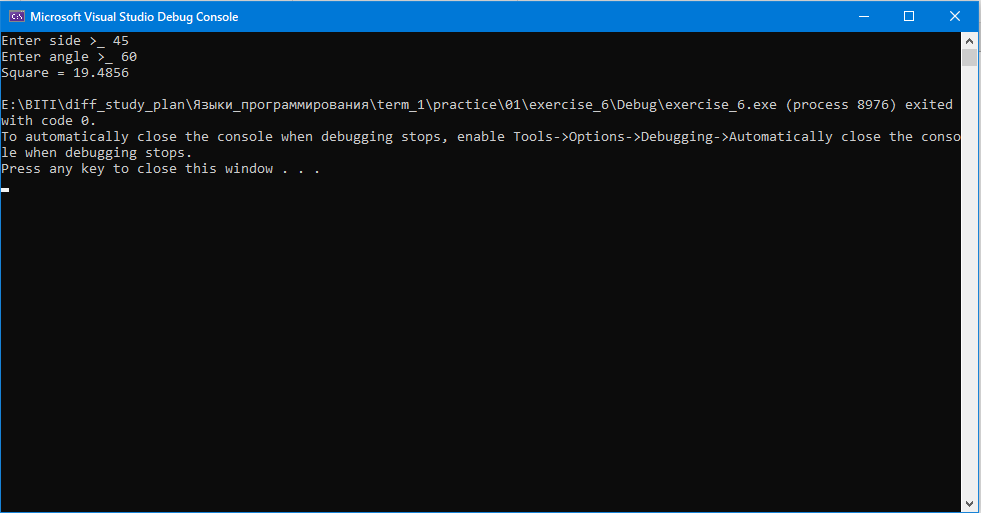 Microsoft Visual Studio Debug Console
Enter side >_ 45
Enter angle >_ 60
Square = 19.4856
E:\BITI\diff_study_plan\Языки_программирования\term_1\practice\01\exercise_6\Debug\exercise_6.exe (process 8976) exited
with code 0.
To automatically close the console when debugging stops, enable Tools->Options->Debugging->Automatically close the conso
le when debugging stops.
Press any key to close this window . . .